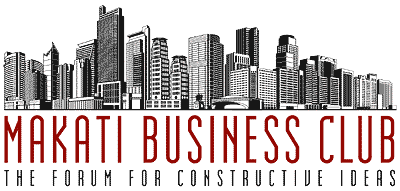 MAKATI BUSINESS CLUB
THE FORUM FOR CONSTRUCTIVE IDEAS